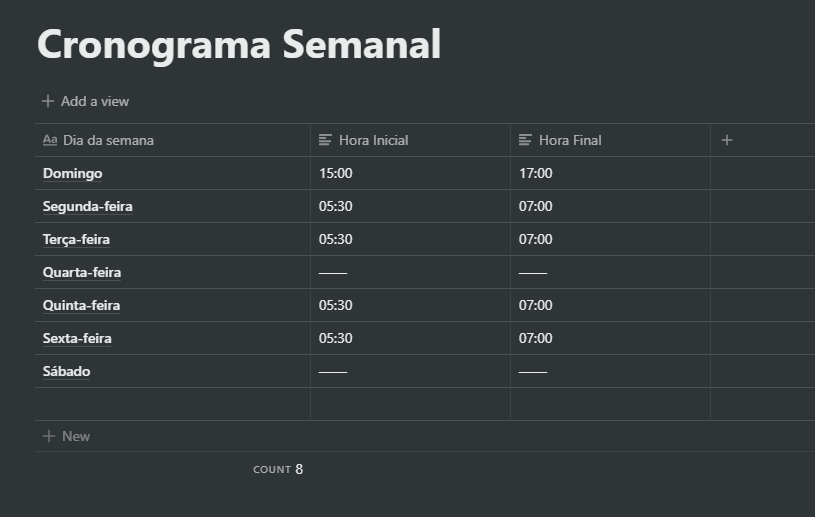 Cronograma Semanal
+ Add a view
Aa Dia da semana Hora Inicial Hora Final +
Domingo 15:00 17:00
Segunda-feira 05:30 07:00
Terça-feira 05:30 07:00
Quarta-feira —— ——
Quinta-feira 05:30 07:00
Sexta-feira 05:30 07:00
Sábado —— ——
+ New
COUNT 8